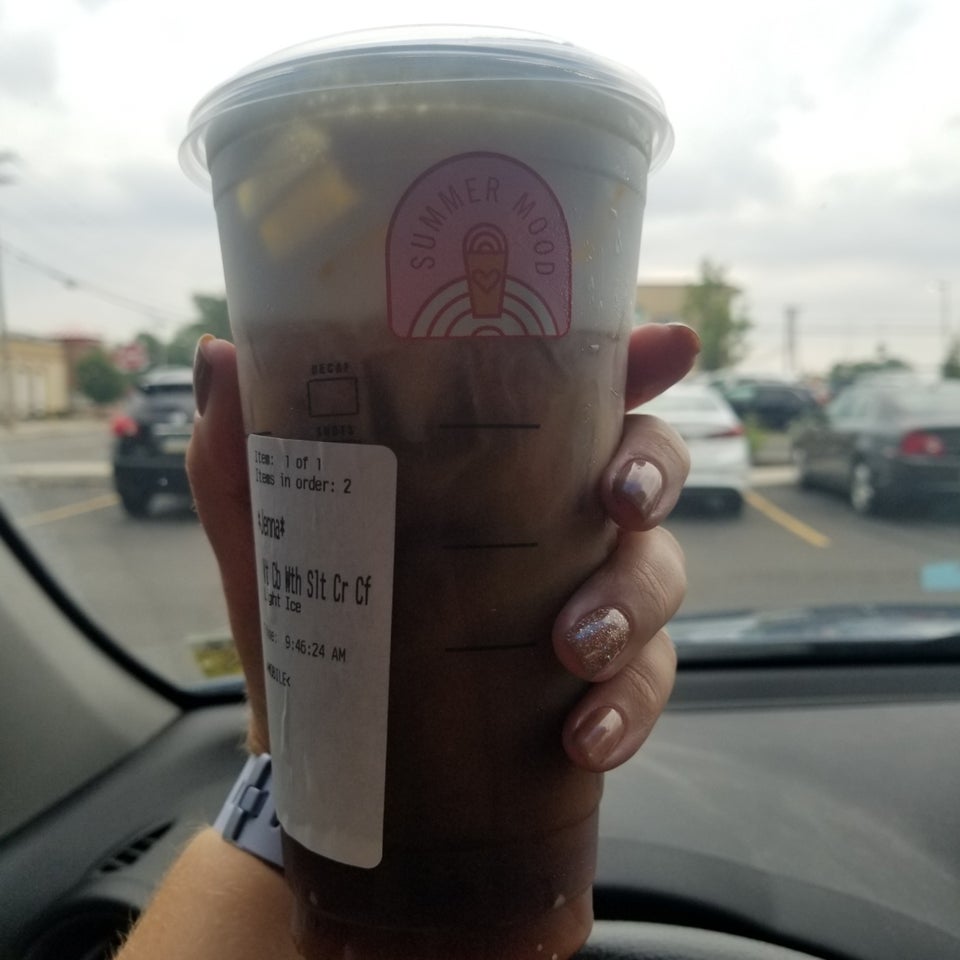 SUMMER MOOD
DECAF
SHOTS
Item: 1 of 1
Items in order: 2
*Jenna*
Vt Cb Wth Slt Cr Cf
Light Ice
9:46:24 AM